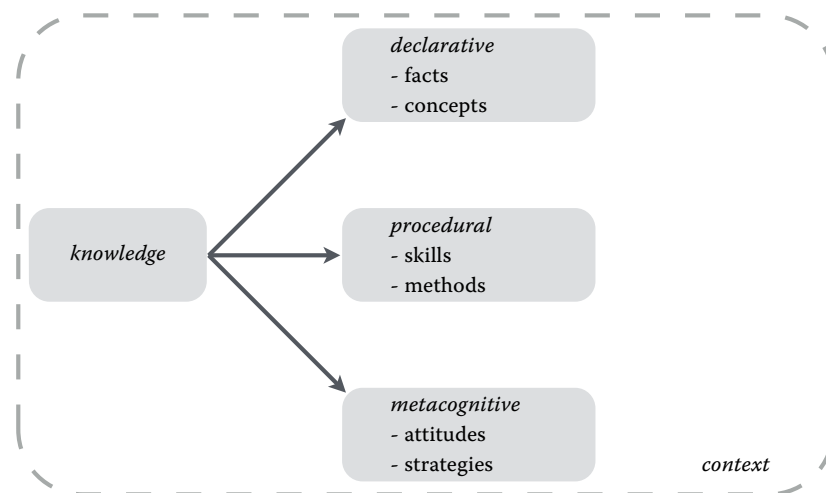 declarative
- facts
- concepts
knowledge
procedural
- skills
- methods
metacognitive
- attitudes
- strategies
context